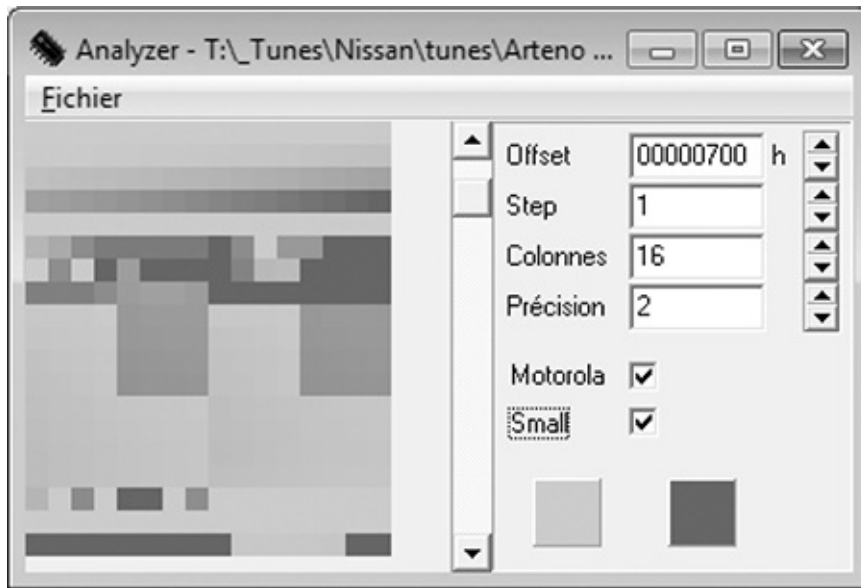 Analyzer - T:\_Tunes\Nissan\tunes\Arteno ...
Fichier
Offset 00000700 h
Step 1
Colonnes 16
Précision 2
Motorola
Small